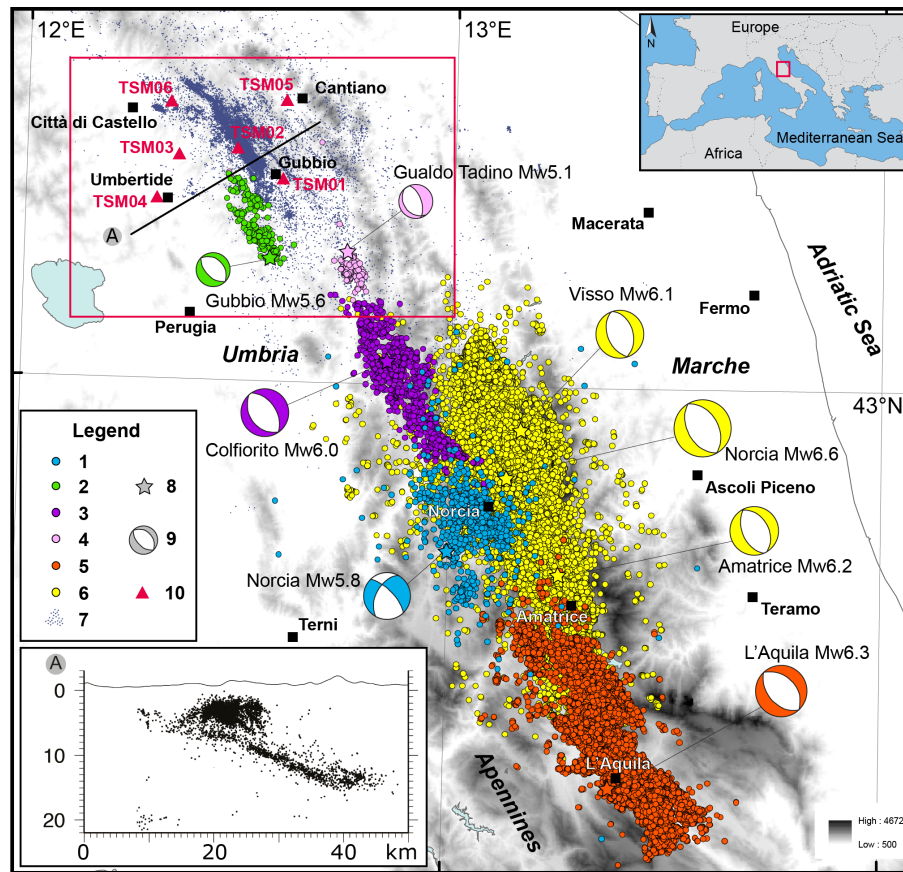 12°E
13°E
Europe
N
Mediterranean Sea
Africa
TSM06
TSM05
Cantiano
Città di Castello
TSM02
TSM03
Gubbio
Umbertide
TSM01
TSM04
A
Gualdo Tadino Mw5.1
Macerata
Adriatic Sea
Gubbio Mw5.6
Visso Mw6.1
Fermo
Perugia
Umbria
Marche
43°N
Legend
1
2
3
4
5
6
7
8
9
10
Colfiorito Mw6.0
Norcia Mw6.6
Ascoli Piceno
Norcia
Amatrice Mw6.2
Norcia Mw5.8
Teramo
Amatrice
Terni
L'Aquila Mw6.3
A
0
10
20
0
20
40
km
L'Aquila
Apennines
High : 4672
Low : 500